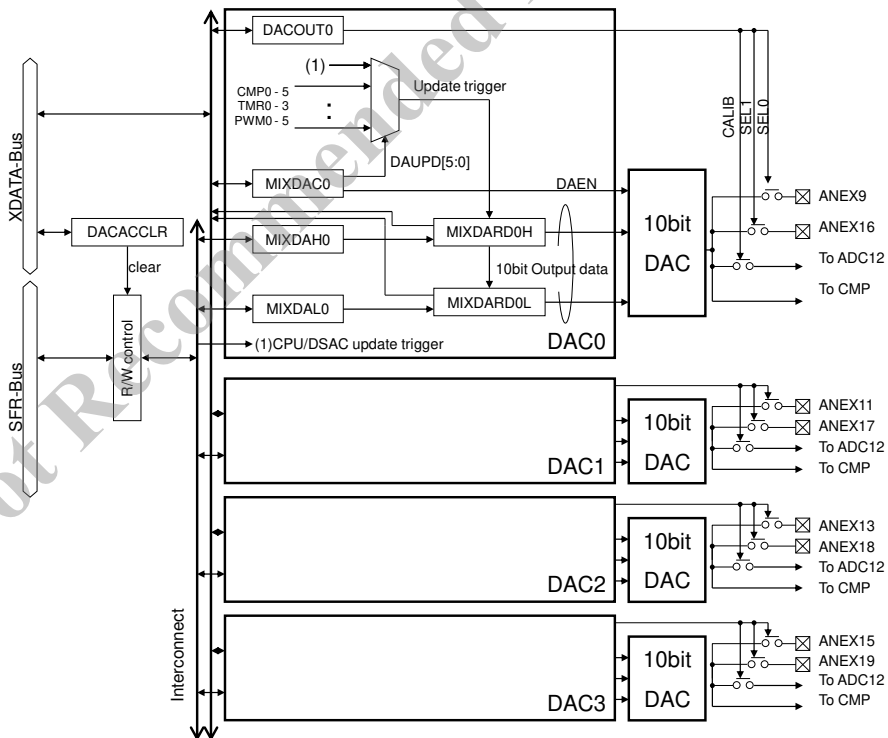 XDATA-Bus
SFR-Bus
DACACCLR
clear
R/W control
Interconnect
DACOUT0
(1)
CMP0 - 5
TMR0 - 3
:
PWM0 - 5
Update trigger
DAUPD[5:0]
MIXDAC0
DAEN
MIXDAH0
MIXDARD0H
10bit Output data
MIXDAL0
MIXDARD0L
(1)CPU/DSAC update trigger
DAC0
10bit
DAC
CALIB
SEL1
SEL0
ANEX9
ANEX16
To ADC12
To CMP
DAC1
10bit
DAC
ANEX11
ANEX17
To ADC12
To CMP
DAC2
10bit
DAC
ANEX13
ANEX18
To ADC12
To CMP
DAC3
10bit
DAC
ANEX15
ANEX19
To ADC12
To CMP
ot Recommended